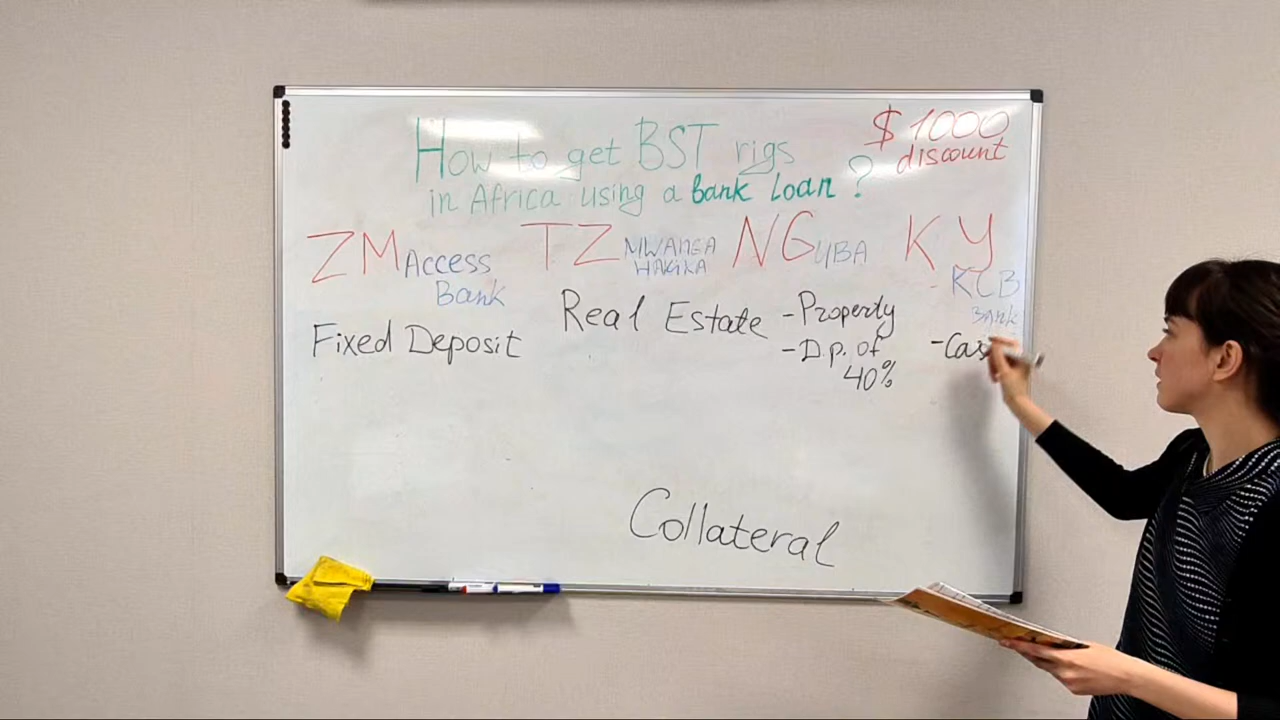 How to get BST rigs
in Africa using a bank loan?
$1000
discount
ZM Access
Bank
TZ MWANGA
HAKIKA
NG UBA
KY
- KCB
Bank
Fixed Deposit
Real Estate
- Property
- D.p. of
40%
- Cas
Collateral